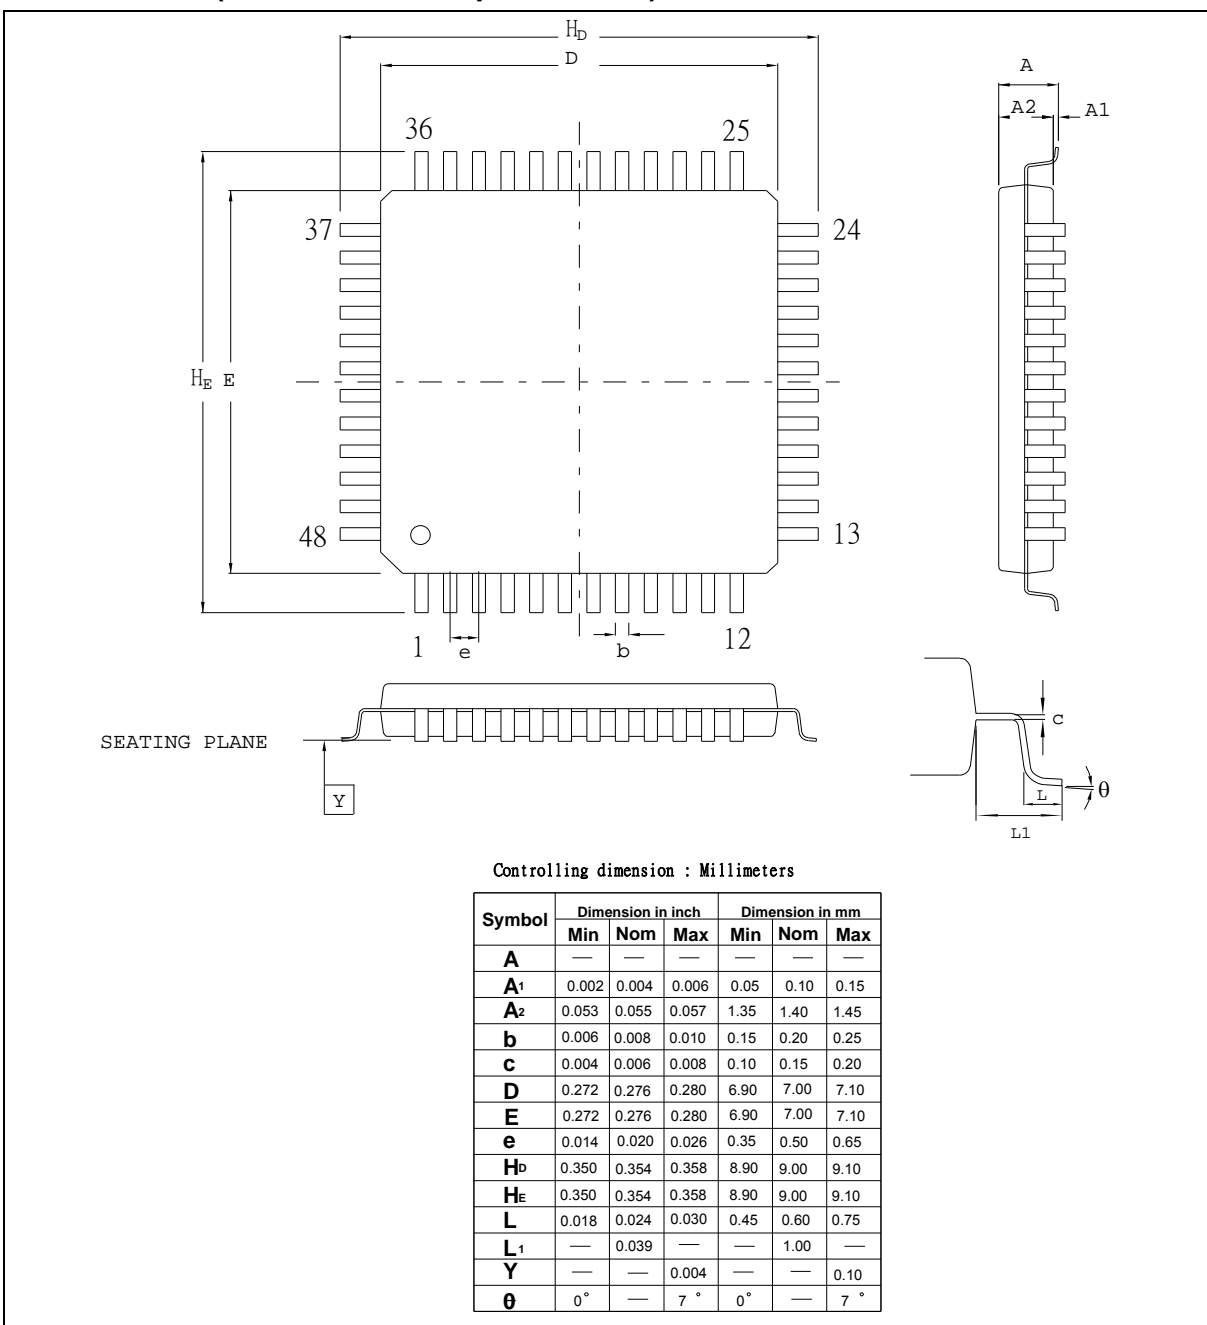 HD
D
A
A2 A1
36 25
37 24
HE E
48 13
1 e b 12
SEATING PLANE
Y
c
L θ
L1
Controlling dimension : Millimeters
Symbol Dimension in inch Dimension in mm
Min Nom Max Min Nom Max
A — — — — — —
A1 0.002 0.004 0.006 0.05 0.10 0.15
A2 0.053 0.055 0.057 1.35 1.40 1.45
b 0.006 0.008 0.010 0.15 0.20 0.25
c 0.004 0.006 0.008 0.10 0.15 0.20
D 0.272 0.276 0.280 6.90 7.00 7.10
E 0.272 0.276 0.280 6.90 7.00 7.10
e 0.014 0.020 0.026 0.35 0.50 0.65
HD 0.350 0.354 0.358 8.90 9.00 9.10
HE 0.350 0.354 0.358 8.90 9.00 9.10
L 0.018 0.024 0.030 0.45 0.60 0.75
L1 — 0.039 — — 1.00 —
Y — — 0.004 — — 0.10
θ 0° — 7° 0° — 7°